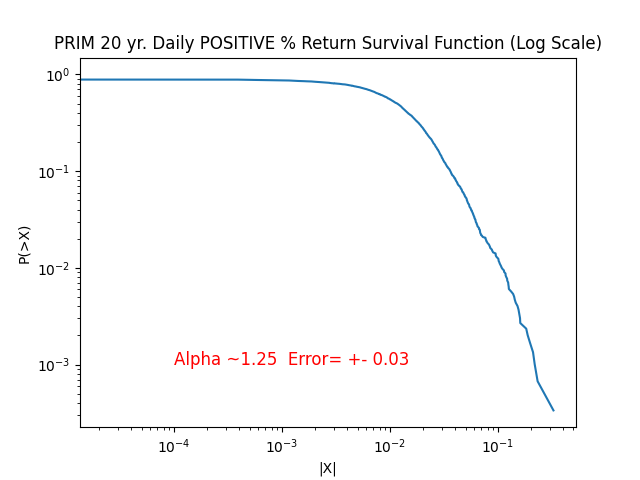 PRIM 20 yr. Daily POSITIVE % Return Survival Function (Log Scale)
10⁰
10⁻¹
10⁻²
10⁻³
P(>X)
Alpha ~1.25  Error= +- 0.03
10⁻⁴ 10⁻³ 10⁻² 10⁻¹
|X|